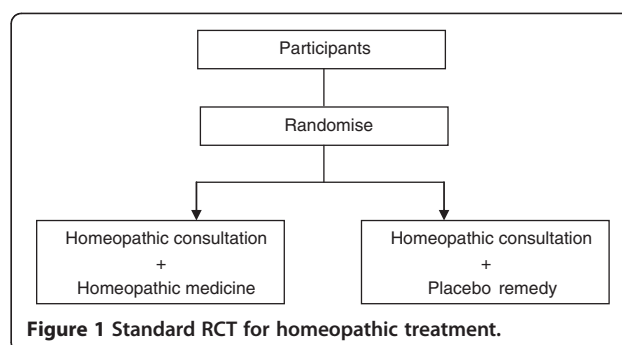 Participants
Randomise
Homeopathic consultation
+
Homeopathic medicine
Homeopathic consultation
+
Placebo remedy
Figure 1 Standard RCT for homeopathic treatment.